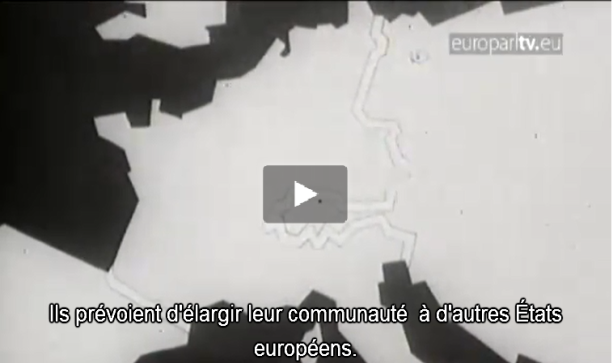 europarltv.eu
Ils prévoient d'élargir leur communauté à d'autres États
européens.